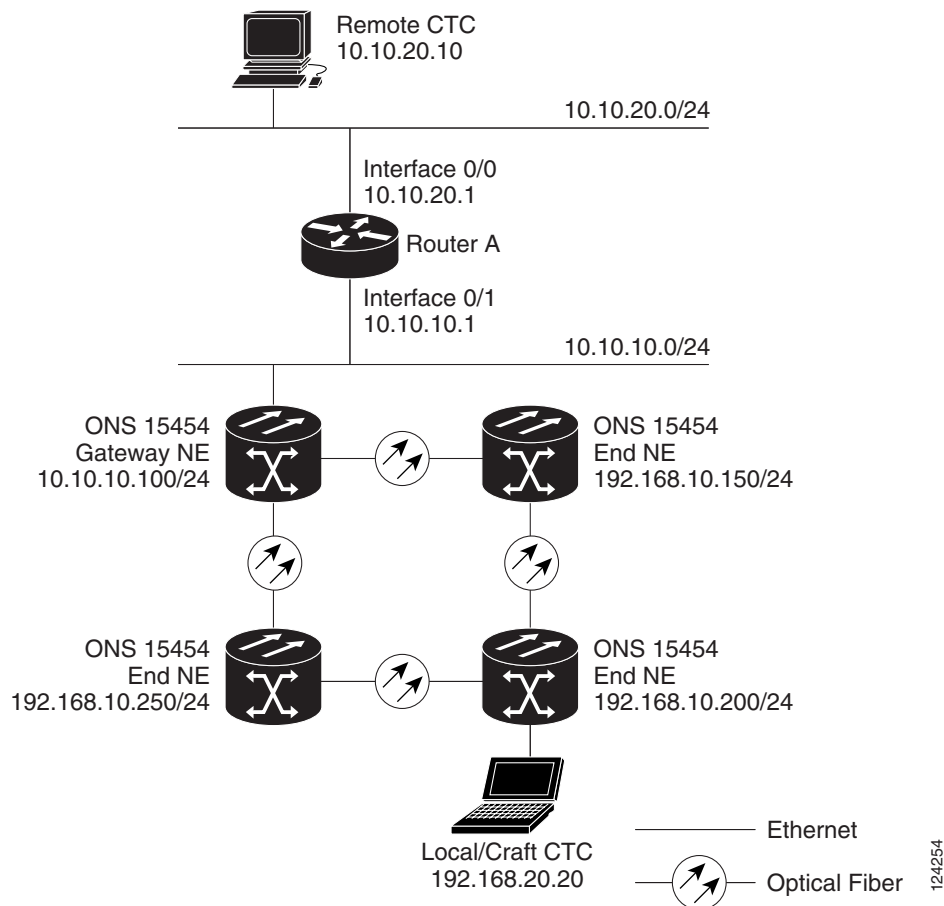 Remote CTC
10.10.20.10
10.10.20.0/24
Interface 0/0
10.10.20.1
Router A
Interface 0/1
10.10.10.1
10.10.10.0/24
ONS 15454
Gateway NE
10.10.10.100/24
ONS 15454
End NE
192.168.10.150/24
ONS 15454
End NE
192.168.10.250/24
ONS 15454
End NE
192.168.10.200/24
Local/Craft CTC
192.168.20.20
Ethernet
Optical Fiber
124254